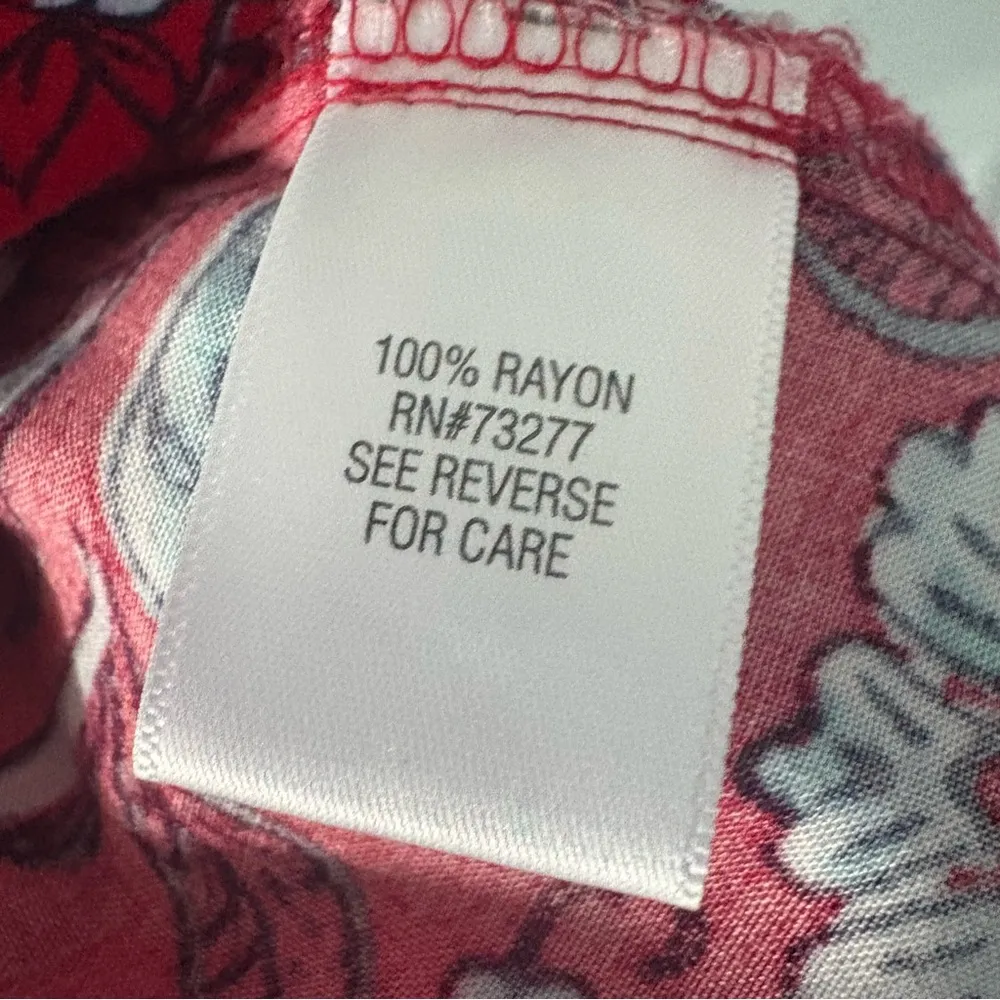 100% RAYON
RN#73277
SEE REVERSE
FOR CARE